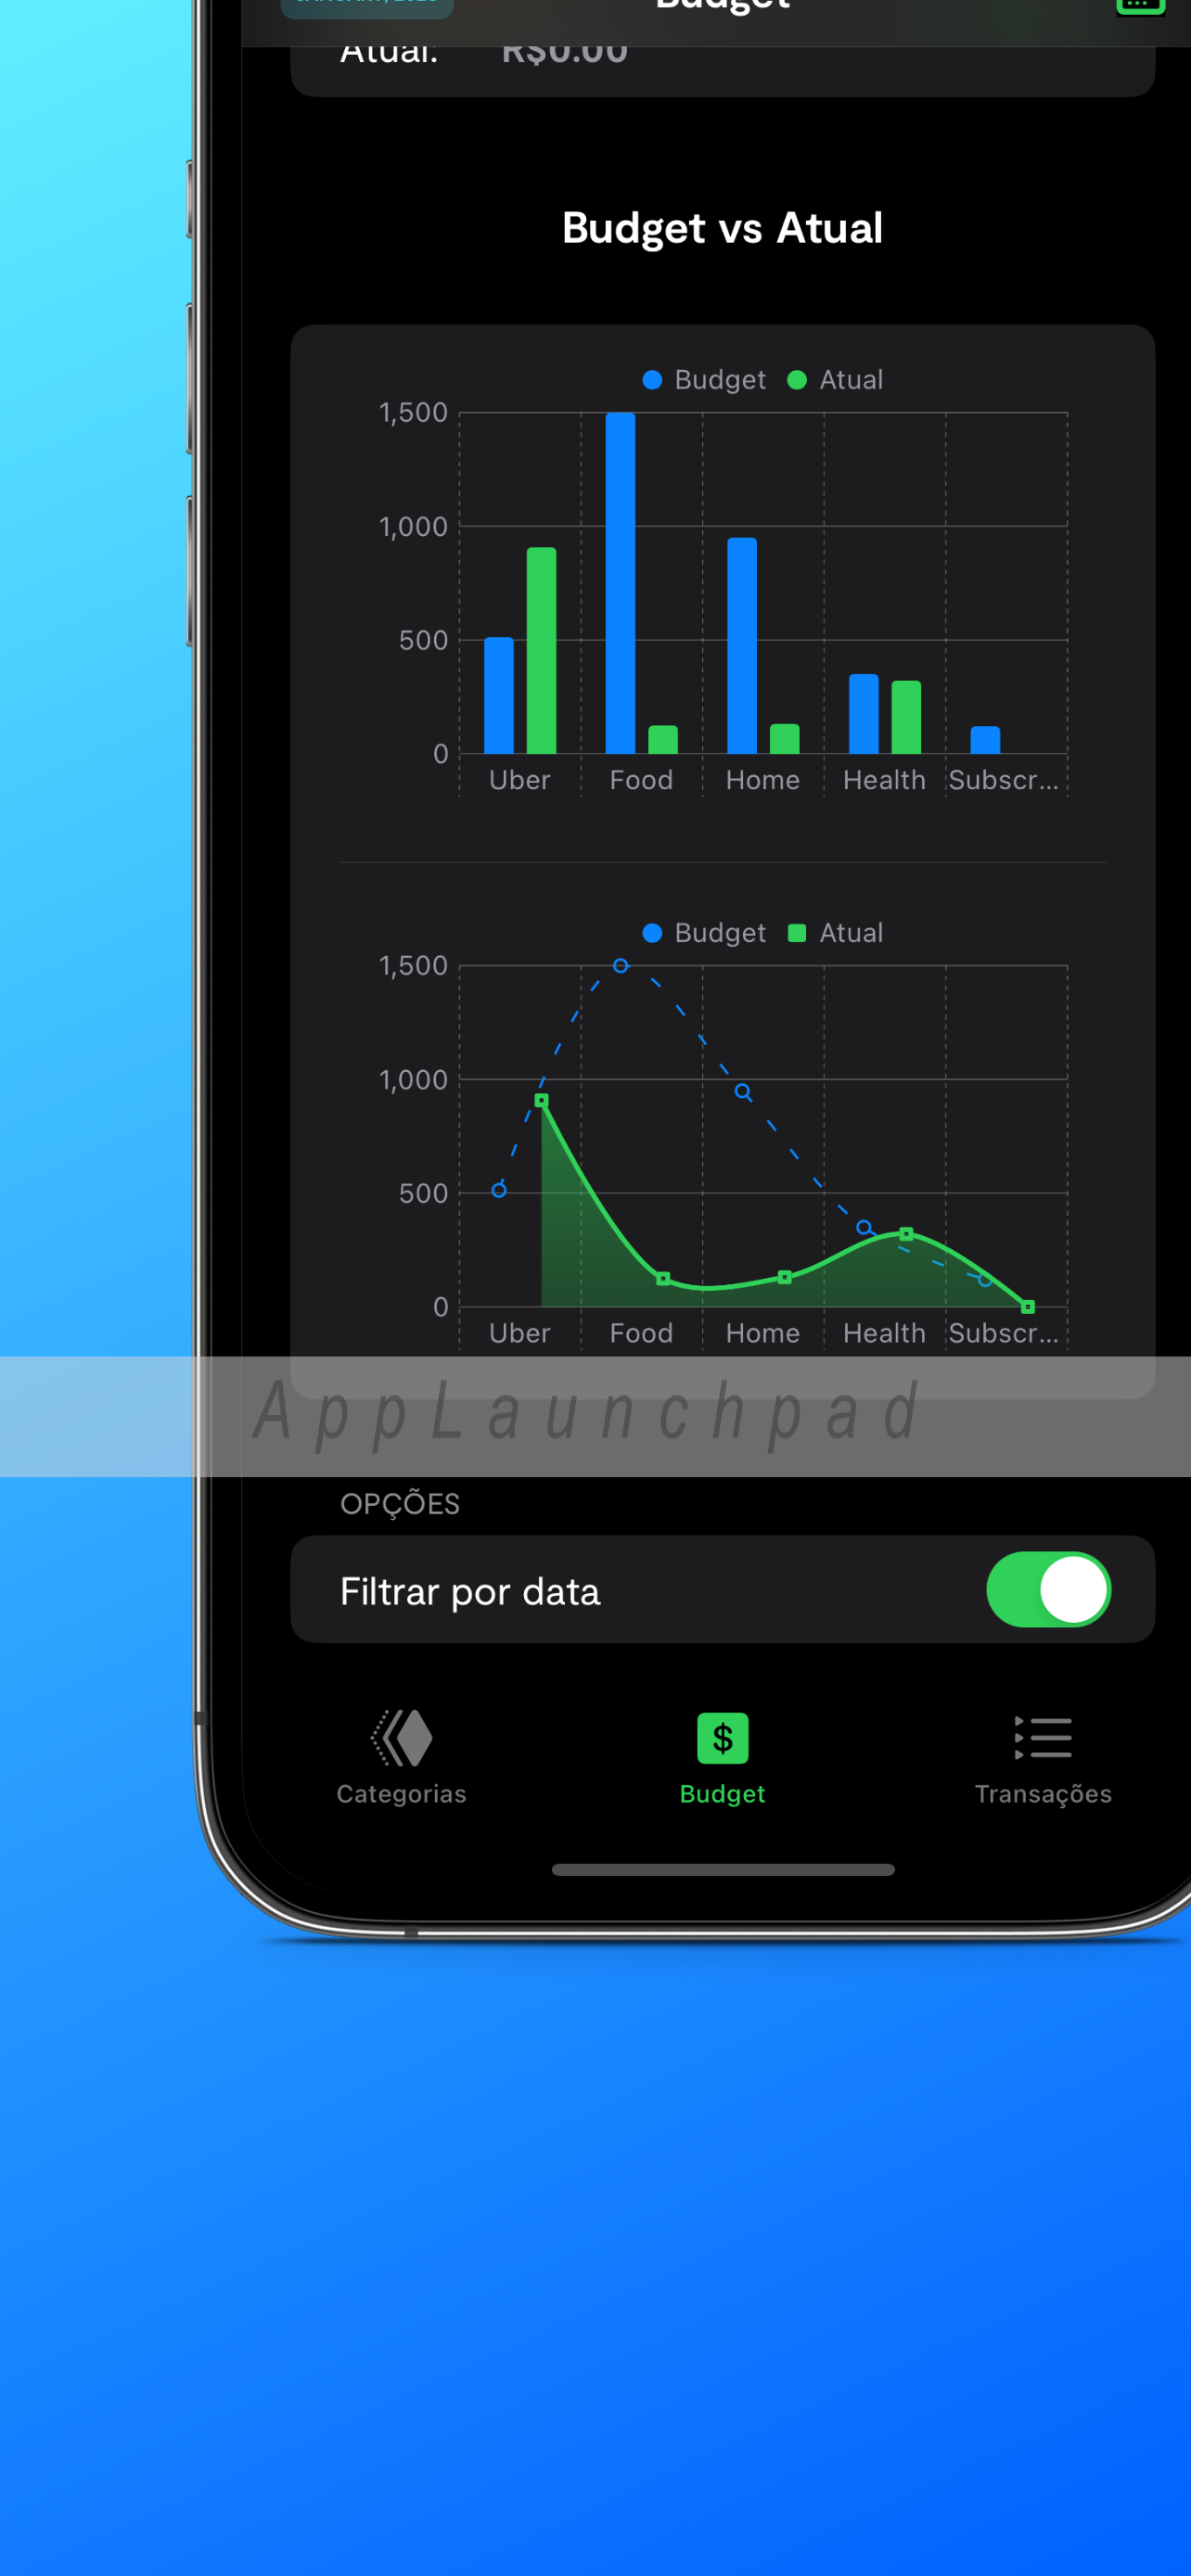 Budget
Atual: R$0.00
Budget vs Atual
Budget Atual
1,500
1,000
500
0
Uber Food Home Health Subscr...
Budget Atual
1,500
1,000
500
0
Uber Food Home Health Subscr...
AppLaunchpad
OPÇÕES
Filtrar por data
$
Categorias Budget Transações